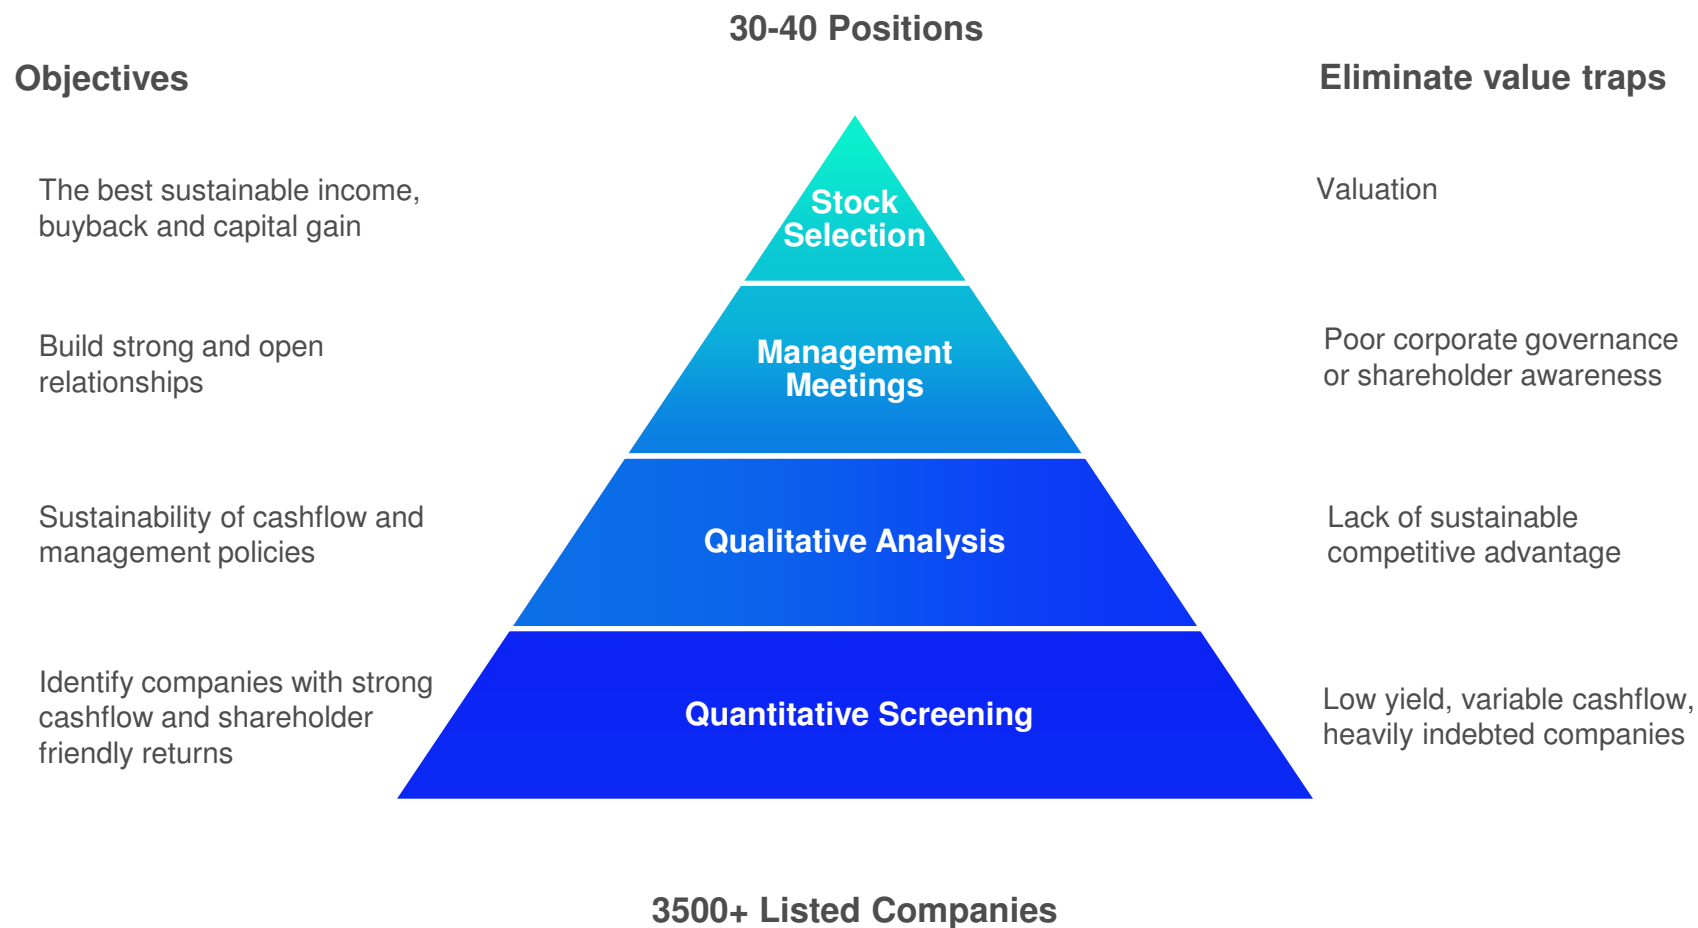 30-40 Positions
Objectives
Eliminate value traps
The best sustainable income,
buyback and capital gain
Stock
Selection
Valuation
Build strong and open
relationships
Management
Meetings
Poor corporate governance
or shareholder awareness
Sustainability of cashflow and
management policies
Qualitative Analysis
Lack of sustainable
competitive advantage
Identify companies with strong
cashflow and shareholder
friendly returns
Quantitative Screening
Low yield, variable cashflow,
heavily indebted companies
3500+ Listed Companies